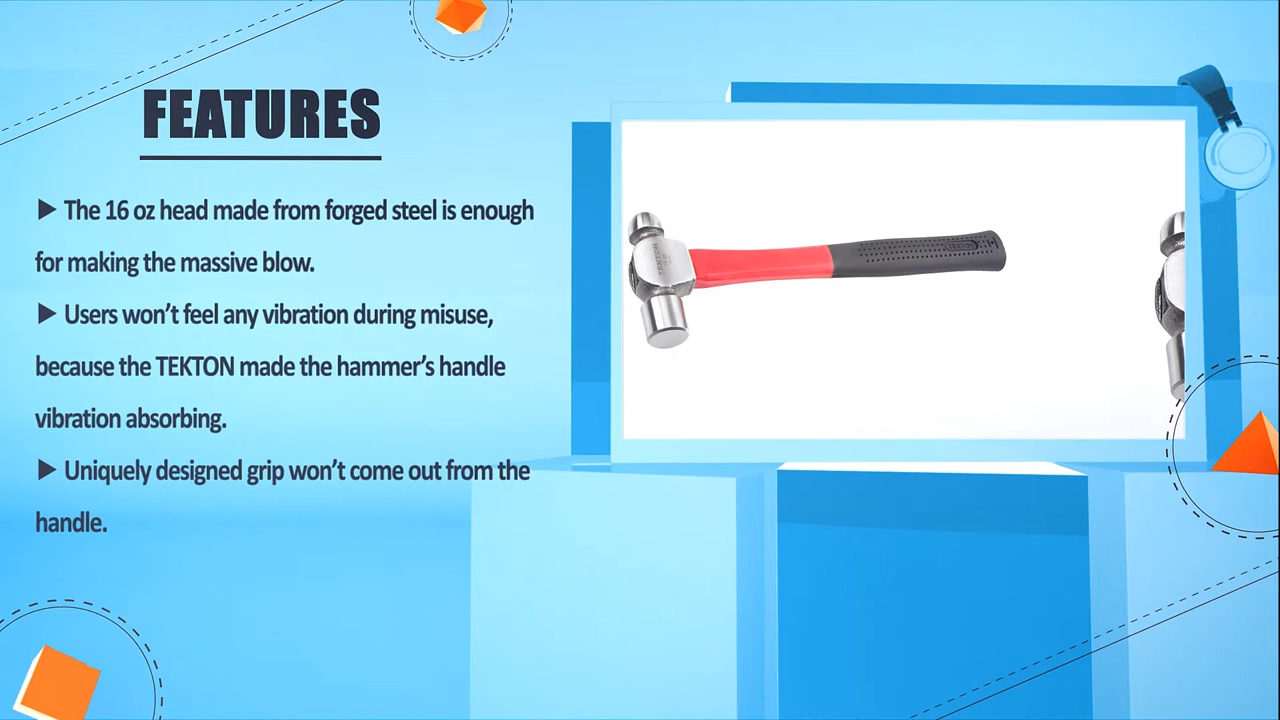 FEATURES
▶ The 16 oz head made from forged steel is enough
for making the massive blow.
▶ Users won’t feel any vibration during misuse,
because the TEKTON made the hammer’s handle
vibration absorbing.
▶ Uniquely designed grip won’t come out from the
handle.
TEKTON
TEKTON